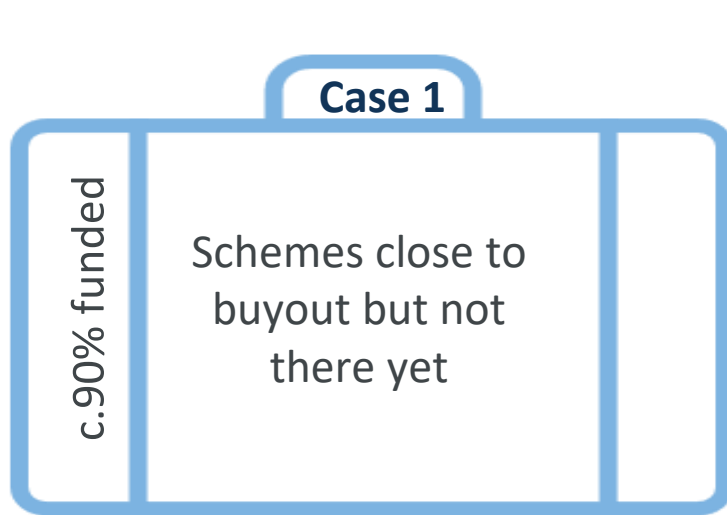 Case 1
c.90% funded
Schemes close to
buyout but not
there yet